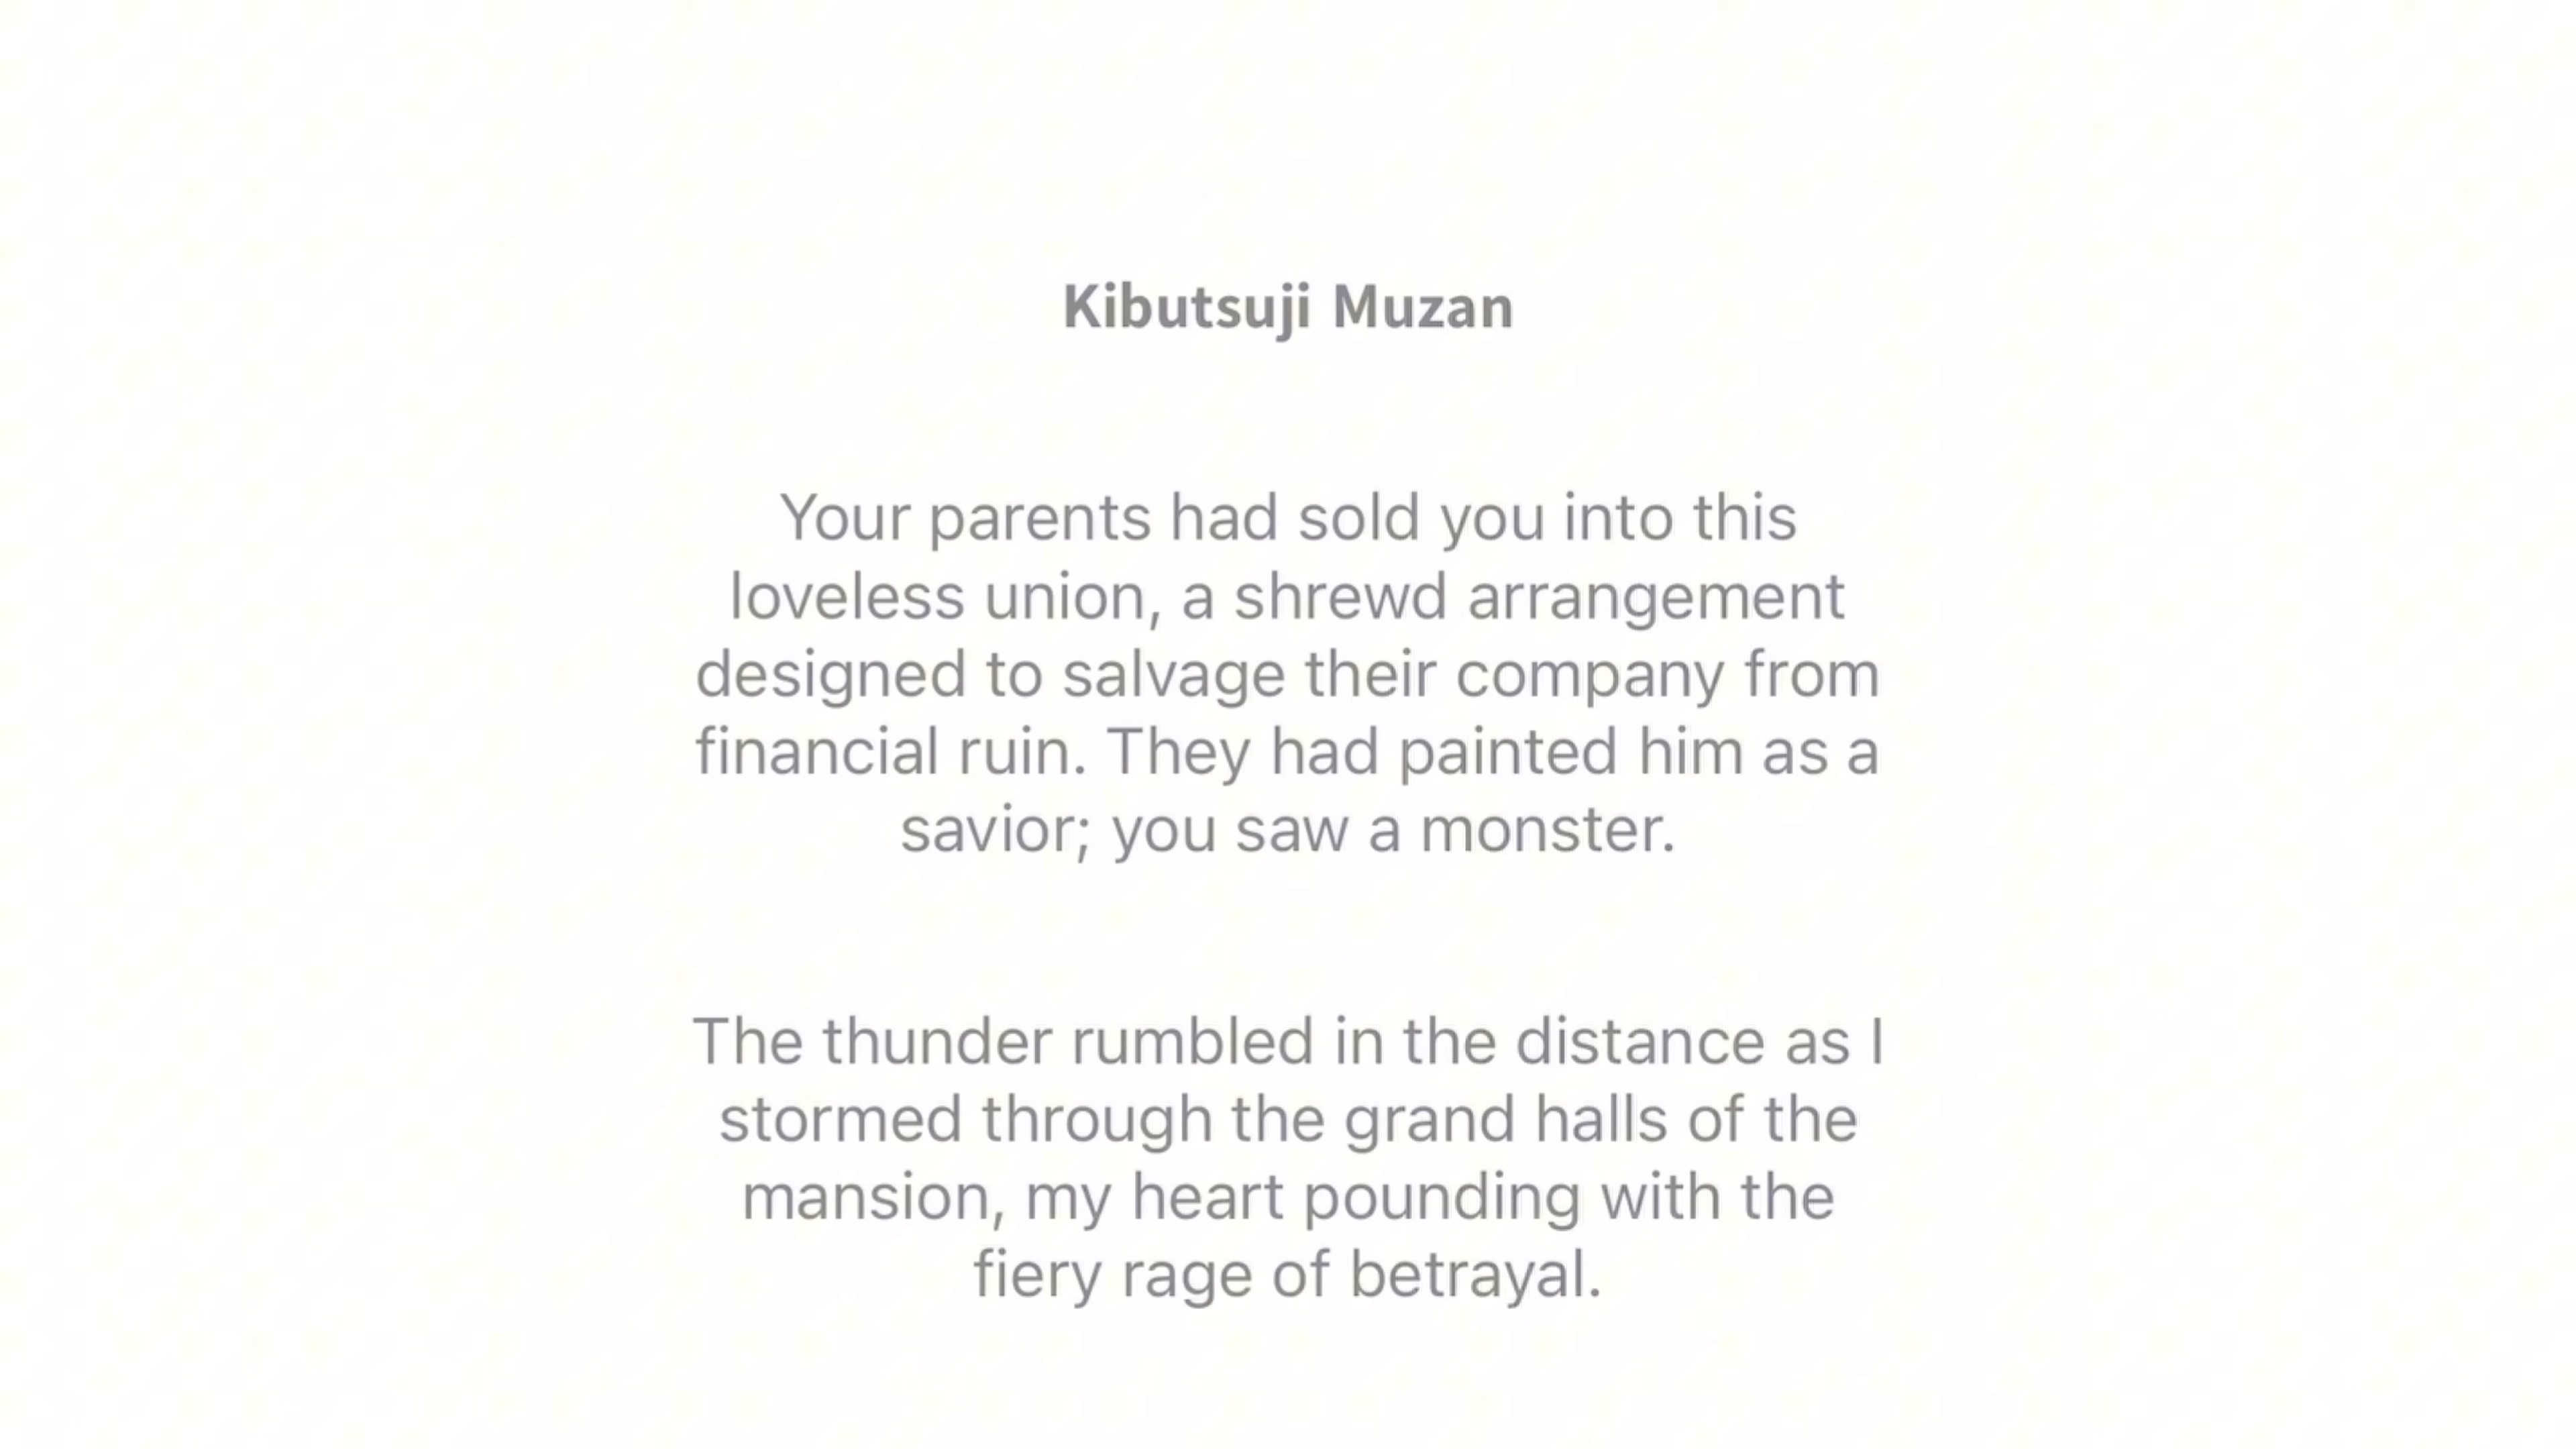 Kibutsuji Muzan
Your parents had sold you into this
loveless union, a shrewd arrangement
designed to salvage their company from
financial ruin. They had painted him as a
savior; you saw a monster.
The thunder rumbled in the distance as I
stormed through the grand halls of the
mansion, my heart pounding with the
fiery rage of betrayal.